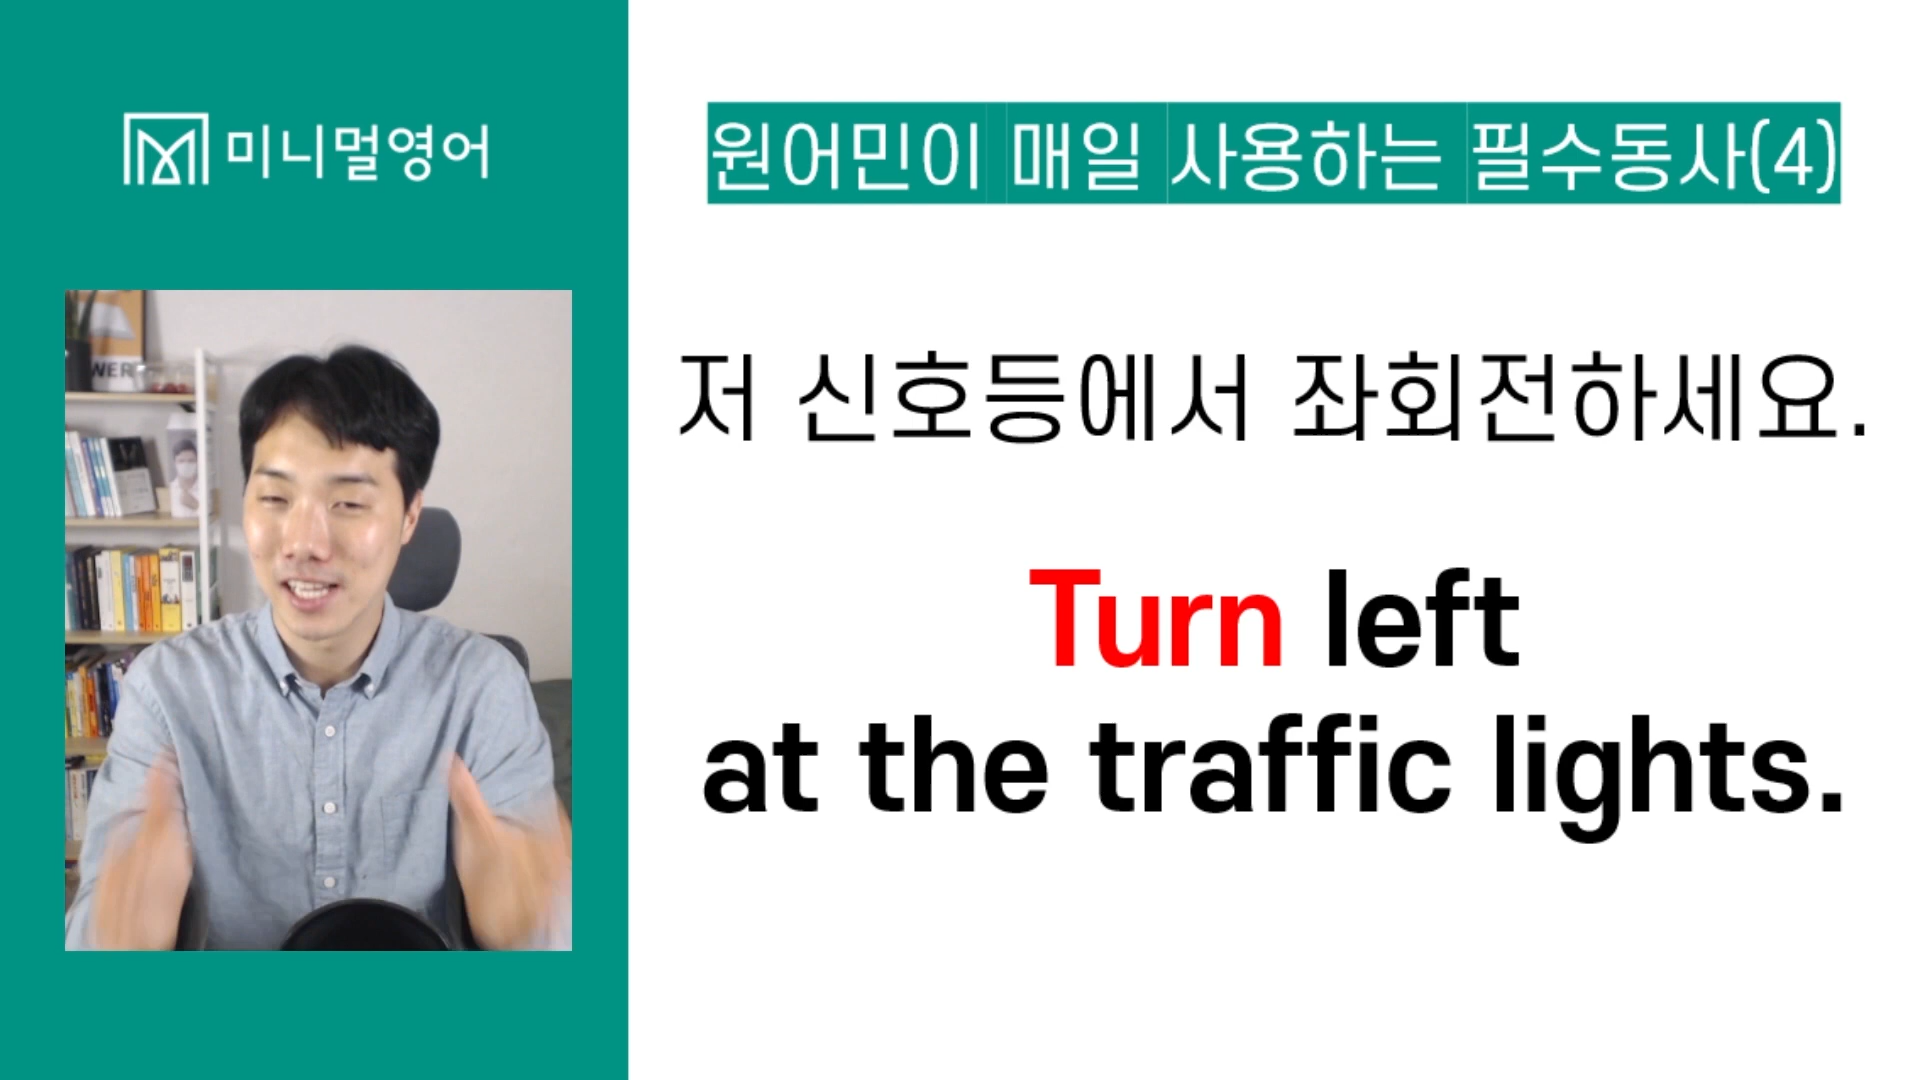 미니멀영어
원어민이 매일 사용하는 필수동사(4)
저 신호등에서 좌회전하세요.
Turn left
at the traffic lights.
WER